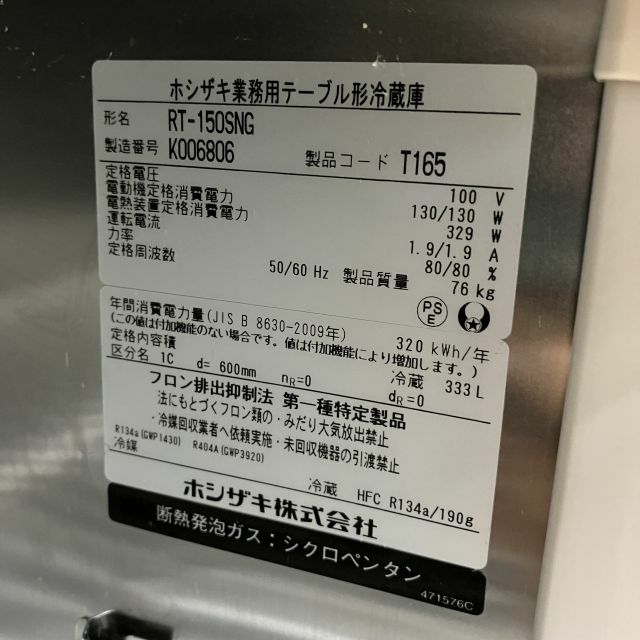 ホシザキ業務用テーブル形冷蔵庫
形名 RT-150SNG
製造番号 K006806 製品コード T165
定格電圧 100 V
電動機定格消費電力 130/130 W
電熱装置定格消費電力 329 W
運転電流 1.9/1.9 A
力率 80/80 %
定格周波数 50/60 Hz 製品質量 76 kg
PSE
年間消費電力量(JIS B 8630-2009年) 320 kWh/年
(この値は付加機能のない場合です。値は付加機能により増加します。)
定格内容積 冷蔵 333 L
区分名 1C d= 600mm nR=0 dR=0
フロン排出抑制法 第一種特定製品
法にもとづくフロン類の・みだり大気放出禁止
・冷媒回収業者へ依頼実施・未回収機器の引渡禁止
R134a(GWP1430) R404A(GWP3920)
冷媒 冷蔵 HFC R134a/190g
ホシザキ株式会社
断熱発泡ガス：シクロペンタン
471576C